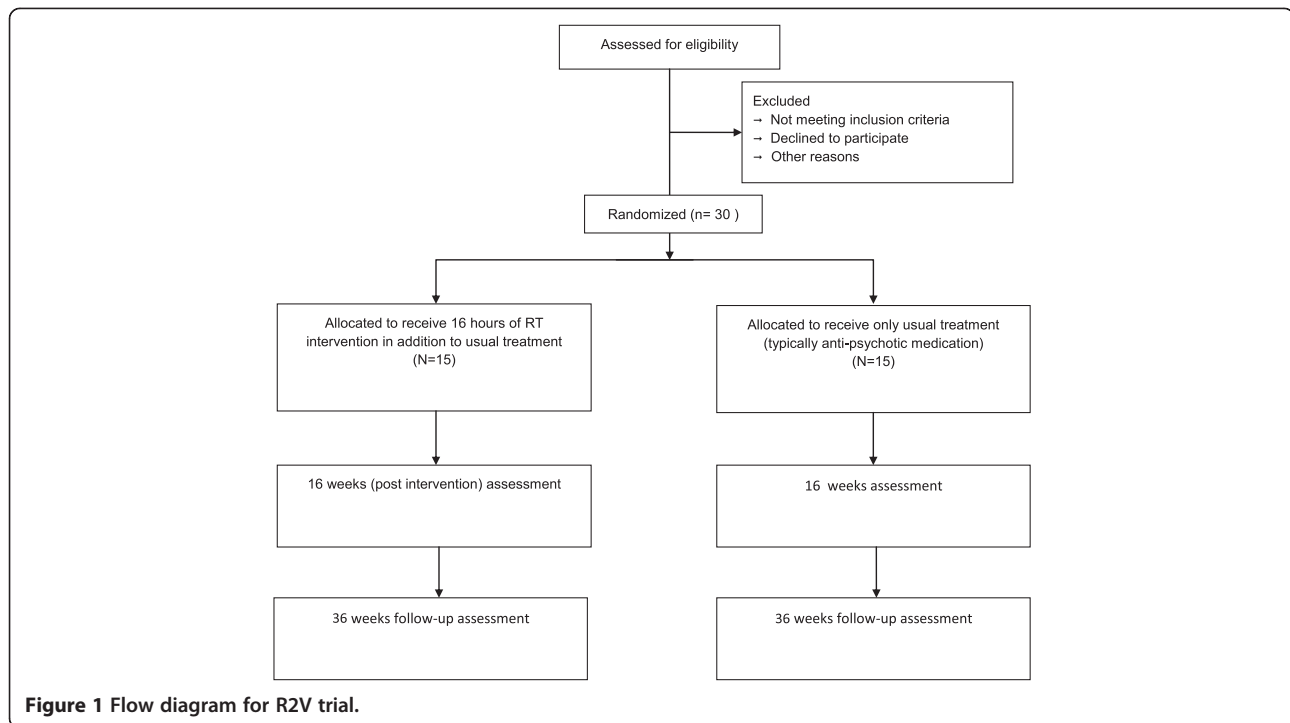 Assessed for eligibility
Excluded
→ Not meeting inclusion criteria
→ Declined to participate
→ Other reasons
Randomized (n= 30 )
Allocated to receive 16 hours of RT
intervention in addition to usual treatment
(N=15)
Allocated to receive only usual treatment
(typically anti-psychotic medication)
(N=15)
16 weeks (post intervention) assessment
16 weeks assessment
36 weeks follow-up assessment
36 weeks follow-up assessment
Figure 1 Flow diagram for R2V trial.